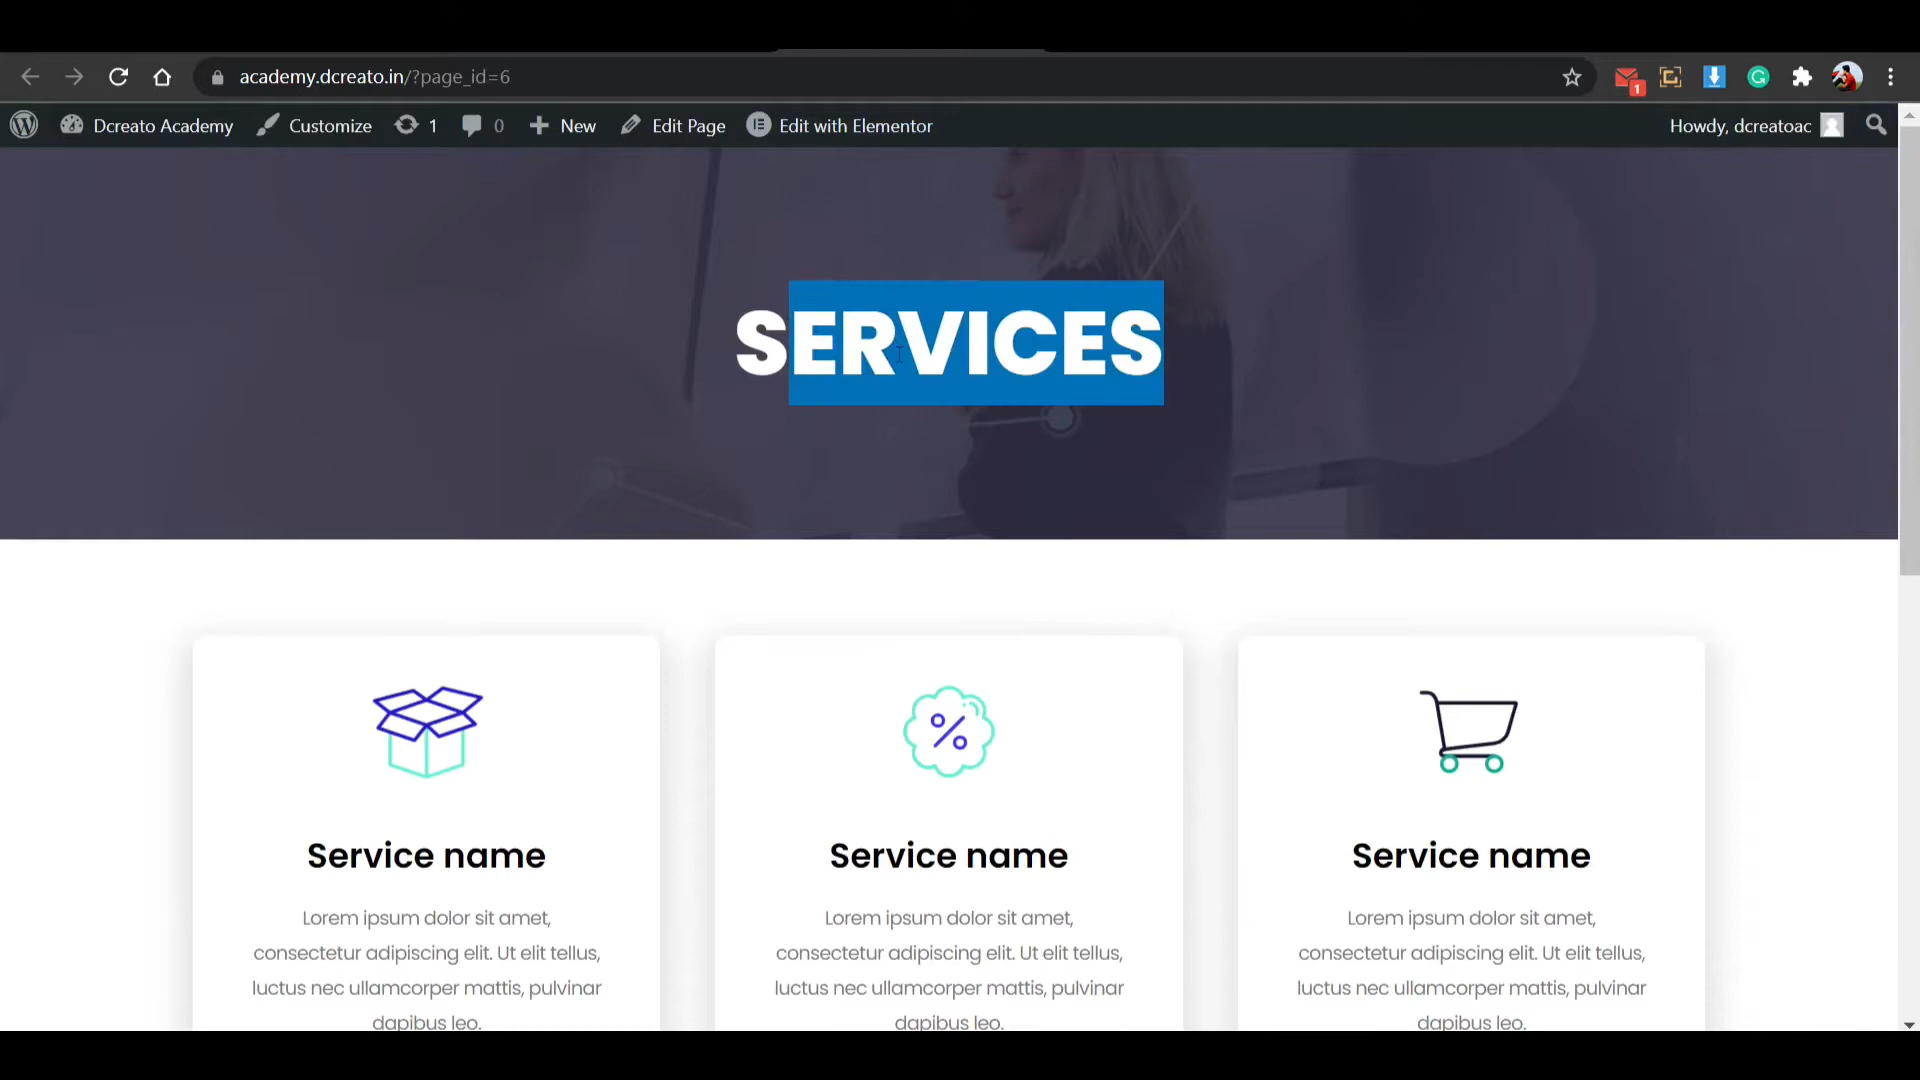 academy.dcreato.in/?page_id=6
1
Dcreato Academy
Customize
1
0
New
Edit Page
Edit with Elementor
Howdy, dcreatoac
SERVICES
Service name
Lorem ipsum dolor sit amet,
consectetur adipiscing elit. Ut elit tellus,
luctus nec ullamcorper mattis, pulvinar
dapibus leo.
Service name
Lorem ipsum dolor sit amet,
consectetur adipiscing elit. Ut elit tellus,
luctus nec ullamcorper mattis, pulvinar
dapibus leo.
Service name
Lorem ipsum dolor sit amet,
consectetur adipiscing elit. Ut elit tellus,
luctus nec ullamcorper mattis, pulvinar
dapibus leo.